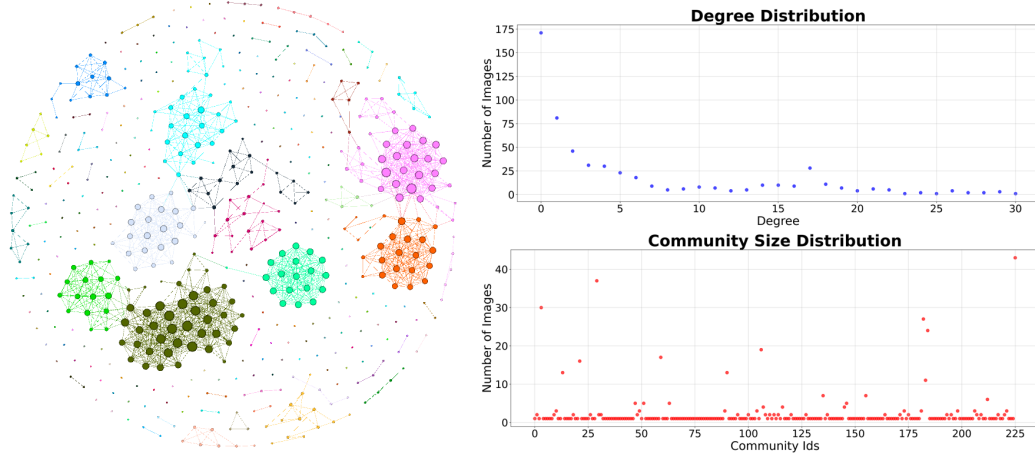 Degree Distribution
Number of Images
175
150
125
100
75
50
25
0
0 5 10 15 20 25 30
Degree
Community Size Distribution
Number of Images
40
30
20
10
0
0 25 50 75 100 125 150 175 200 225
Community Ids